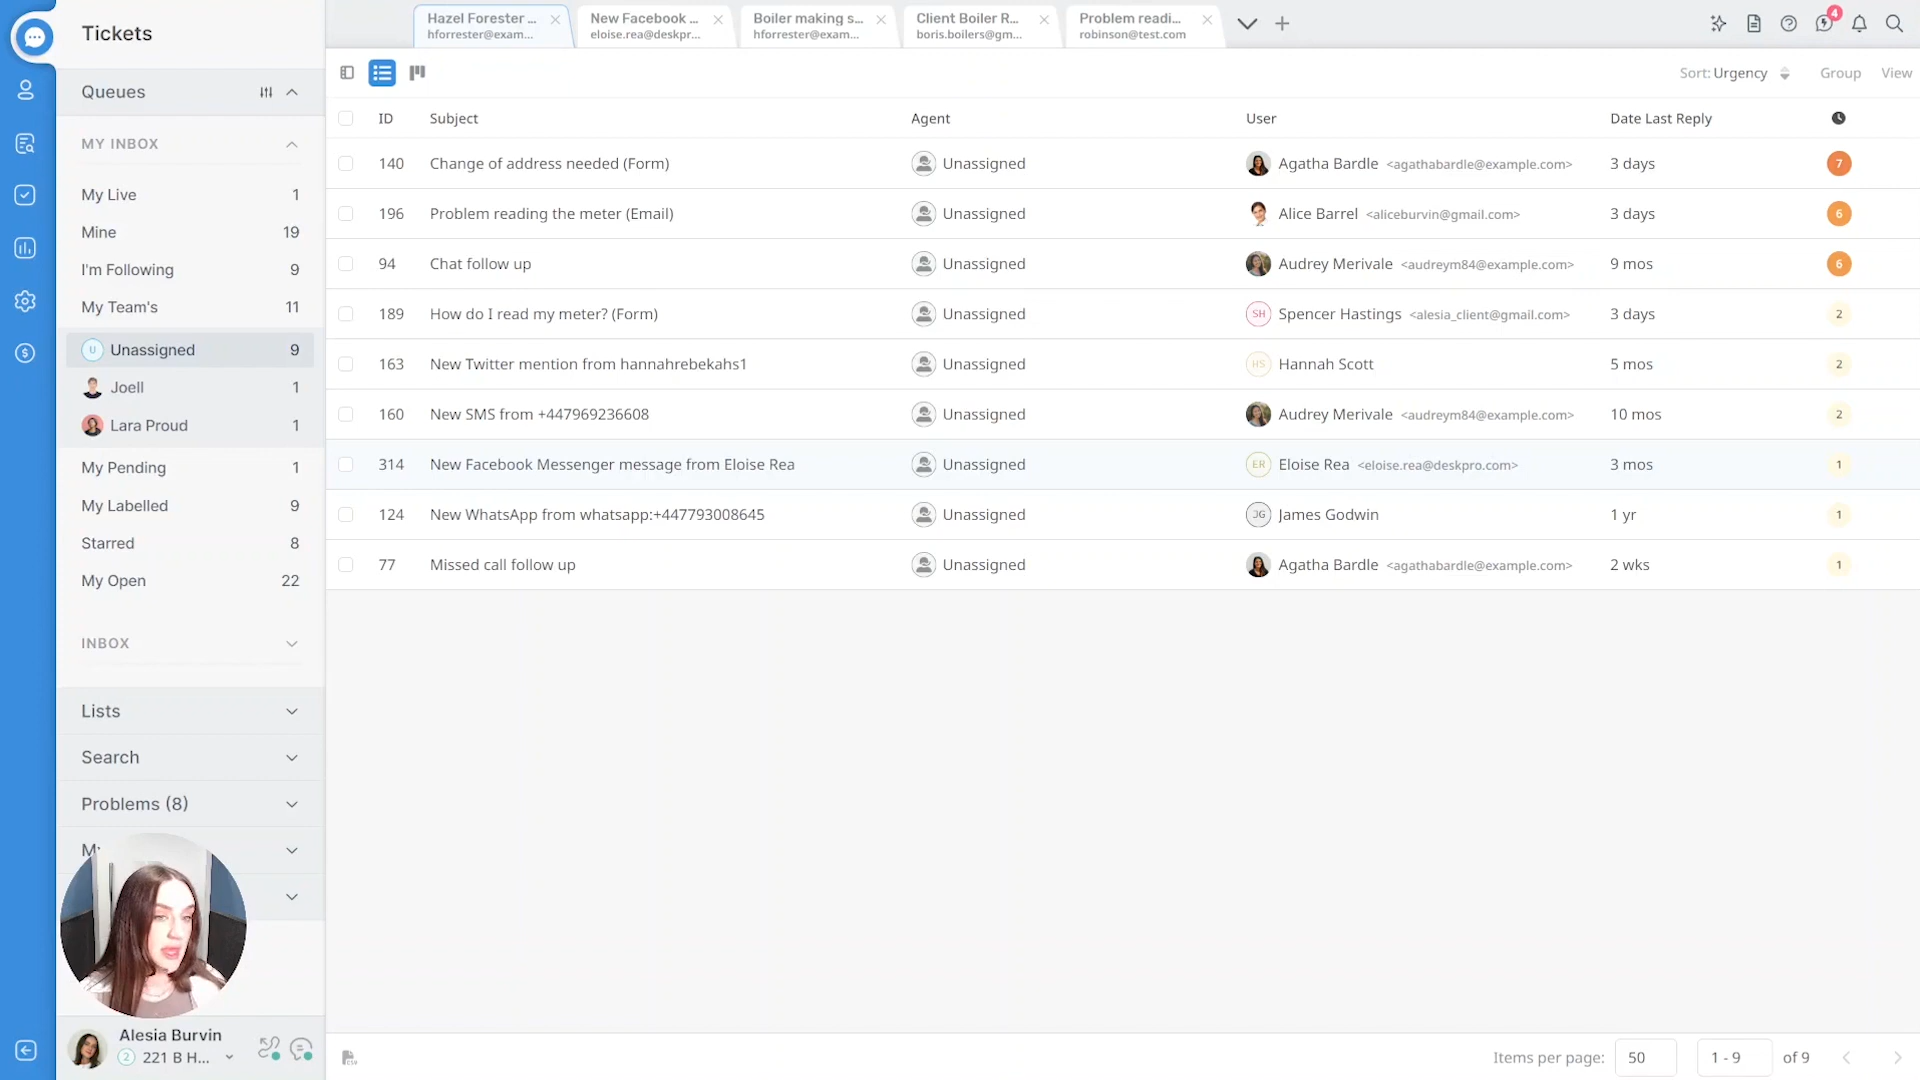 Tickets
Hazel Forester ...
hforrester@exam...
New Facebook ...
eloise.rea@deskpr...
Boiler making s...
hforrester@exam...
Client Boiler R...
boris.boilers@gm...
Problem readi...
robinson@test.com
4
Queues
Sort: Urgency
Group
View
MY INBOX
My Live 1
Mine 19
I'm Following 9
My Team's 11
U Unassigned 9
Joell 1
Lara Proud 1
My Pending 1
My Labelled 9
Starred 8
My Open 22
INBOX
Lists
Search
Problems (8)
Alesia Burvin
2 221 B H...
ID Subject Agent User Date Last Reply
140 Change of address needed (Form) Unassigned Agatha Bardle <agathabardle@example.com> 3 days 7
196 Problem reading the meter (Email) Unassigned Alice Barrel <aliceburvin@gmail.com> 3 days 6
94 Chat follow up Unassigned Audrey Merivale <audreym84@example.com> 9 mos 6
189 How do I read my meter? (Form) Unassigned SH Spencer Hastings <alesia_client@gmail.com> 3 days 2
163 New Twitter mention from hannahrebekahs1 Unassigned HS Hannah Scott 5 mos 2
160 New SMS from +447969236608 Unassigned Audrey Merivale <audreym84@example.com> 10 mos 2
314 New Facebook Messenger message from Eloise Rea Unassigned ER Eloise Rea <eloise.rea@deskpro.com> 3 mos 1
124 New WhatsApp from whatsapp:+447793008645 Unassigned JG James Godwin 1 yr 1
77 Missed call follow up Unassigned Agatha Bardle <agathabardle@example.com> 2 wks 1
CSV
Items per page: 50 1 - 9 of 9